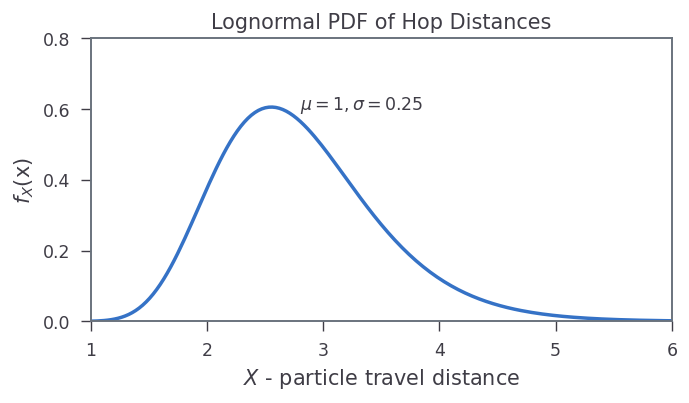 Lognormal PDF of Hop Distances
0.8
0.6
0.4
0.2
0.0
f_X(x)
μ = 1, σ = 0.25
1 2 3 4 5 6
X - particle travel distance